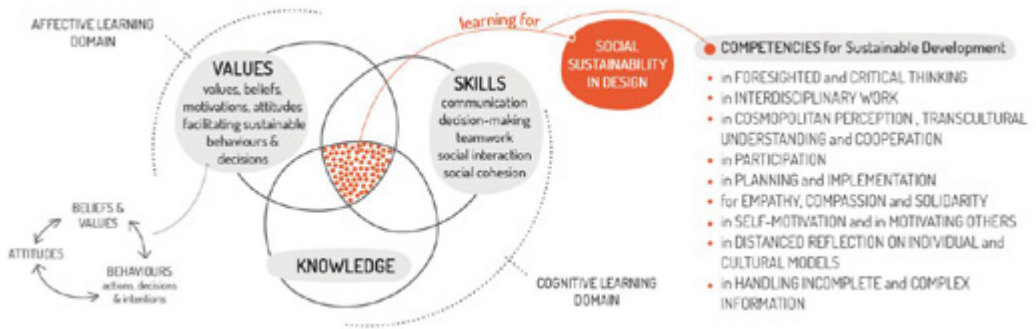 AFFECTIVE LEARNING
DOMAIN
VALUES
values, beliefs,
motivations, attitudes
facilitating sustainable
behaviours &
decisions
SKILLS
communication
decision-making
teamwork
social interaction
social cohesion
KNOWLEDGE
BELIEFS &
VALUES
ATTITUDES
BEHAVIOURS
actions, decisions
& intentions
COGNITIVE LEARNING
DOMAIN
learning for
SOCIAL
SUSTAINABILITY
IN DESIGN
COMPETENCIES for Sustainable Development
• in FORESIGHTED and CRITICAL THINKING
• in INTERDISCIPLINARY WORK
• in COSMOPOLITAN PERCEPTION , TRANSCULTURAL
UNDERSTANDING and COOPERATION
• in PARTICIPATION
• in PLANNING and IMPLEMENTATION
• for EMPATHY, COMPASSION and SOLIDARITY
• in SELF-MOTIVATION and in MOTIVATING OTHERS
• in DISTANCED REFLECTION ON INDIVIDUAL and
CULTURAL MODELS
• in HANDLING INCOMPLETE and COMPLEX
INFORMATION